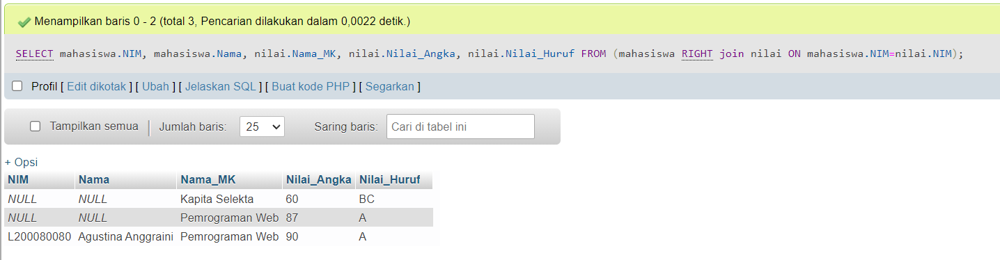 Menampilkan baris 0 - 2 (total 3, Pencarian dilakukan dalam 0,0022 detik.)
SELECT mahasiswa.NIM, mahasiswa.Nama, nilai.Nama_MK, nilai.Nilai_Angka, nilai.Nilai_Huruf FROM (mahasiswa RIGHT join nilai ON mahasiswa.NIM=nilai.NIM);
Profil [ Edit dikotak ] [ Ubah ] [ Jelaskan SQL ] [ Buat kode PHP ] [ Segarkan ]
Tampilkan semua | Jumlah baris: 25 Saring baris: Cari di tabel ini
+ Opsi
NIM Nama Nama_MK Nilai_Angka Nilai_Huruf
NULL NULL Kapita Selekta 60 BC
NULL NULL Pemrograman Web 87 A
L200080080 Agustina Anggraini Pemrograman Web 90 A